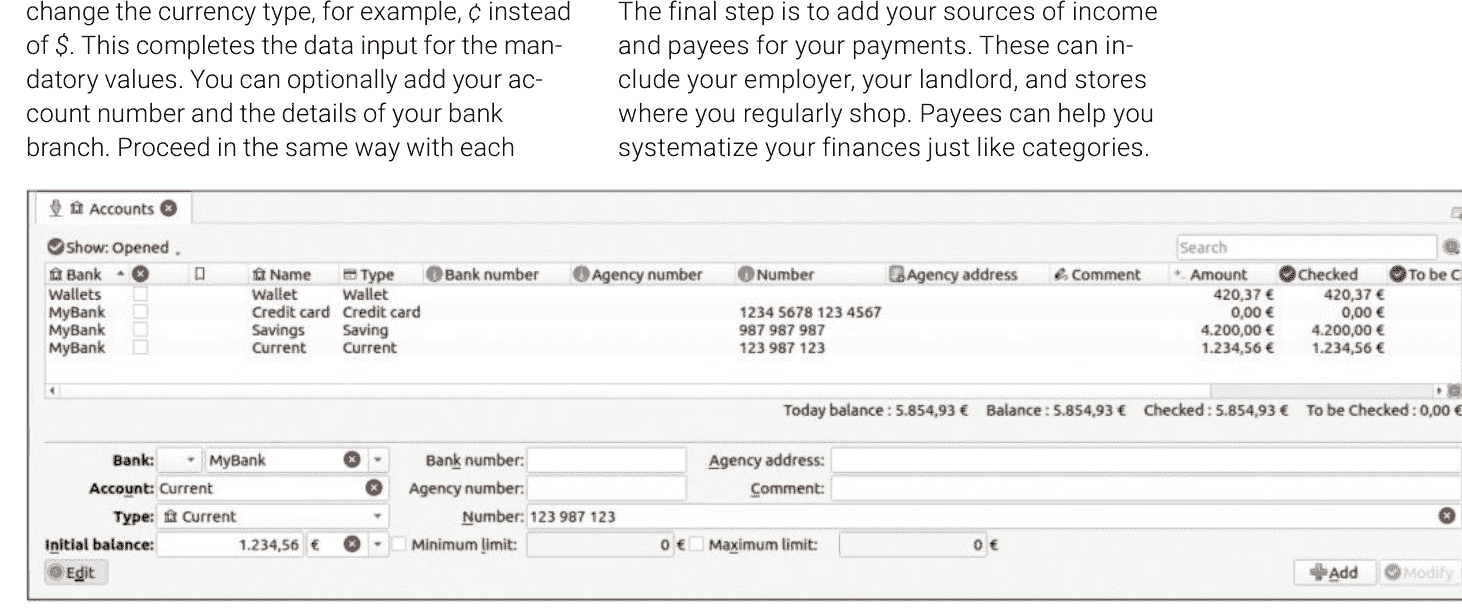 change the currency type, for example, ¢ instead
of $. This completes the data input for the man-
datory values. You can optionally add your ac-
count number and the details of your bank
branch. Proceed in the same way with each
The final step is to add your sources of income
and payees for your payments. These can in-
clude your employer, your landlord, and stores
where you regularly shop. Payees can help you
systematize your finances just like categories.
Accounts
Show: Opened
Search
Bank Name Type Bank number Agency number Number Agency address Comment Amount Checked To be C
Wallets Wallet Wallet 420,37 € 420,37 €
MyBank Credit card Credit card 1234 5678 123 4567 0,00 € 0,00 €
MyBank Savings Saving 987 987 987 4.200,00 € 4.200,00 €
MyBank Current Current 123 987 123 1.234,56 € 1.234,56 €
Today balance : 5.854,93 € Balance : 5.854,93 € Checked : 5.854,93 € To be Checked : 0,00 €
Bank: MyBank Bank number: Agency address:
Account: Current Agency number: Comment:
Type: Current Number: 123 987 123
Initial balance: 1.234,56 € Minimum limit: 0 € Maximum limit: 0 €
Edit Add Modify